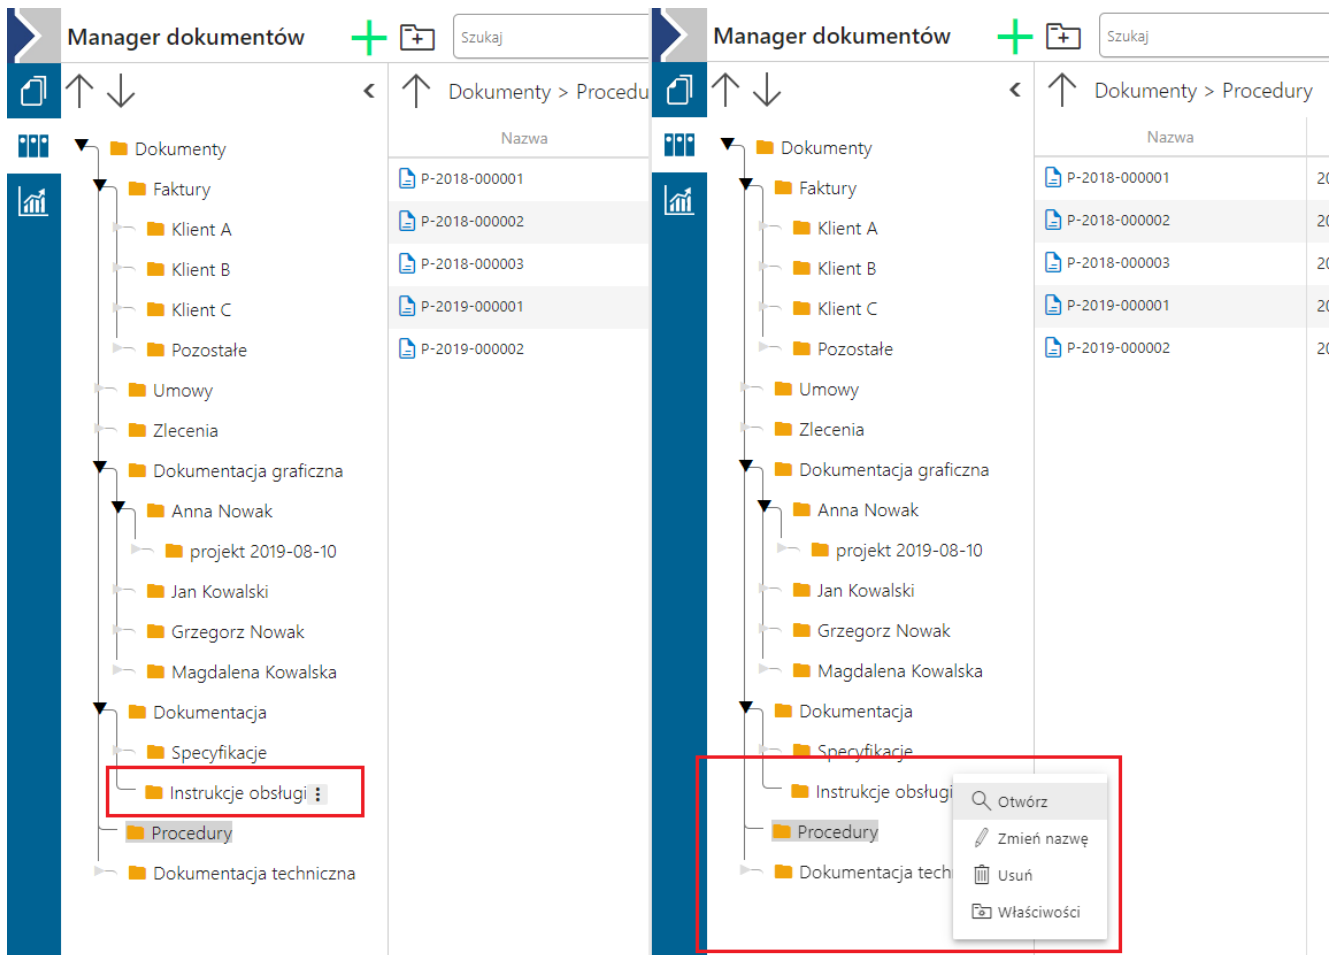 Manager dokumentów
Szukaj
Dokumenty > Procedu
Nazwa
Dokumenty
Faktury
Klient A
Klient B
Klient C
Pozostałe
Umowy
Zlecenia
Dokumentacja graficzna
Anna Nowak
projekt 2019-08-10
Jan Kowalski
Grzegorz Nowak
Magdalena Kowalska
Dokumentacja
Specyfikacje
Instrukcje obsługi
Procedury
Dokumentacja techniczna
P-2018-000001
P-2018-000002
P-2018-000003
P-2019-000001
P-2019-000002
Manager dokumentów
Szukaj
Dokumenty > Procedury
Nazwa
Dokumenty
Faktury
Klient A
Klient B
Klient C
Pozostałe
Umowy
Zlecenia
Dokumentacja graficzna
Anna Nowak
projekt 2019-08-10
Jan Kowalski
Grzegorz Nowak
Magdalena Kowalska
Dokumentacja
Specyfikacje
Instrukcje obsługi
Procedury
Dokumentacja tech
P-2018-000001 20
P-2018-000002 20
P-2018-000003 20
P-2019-000001 20
P-2019-000002 20
Otwórz
Zmień nazwę
Usuń
Właściwości